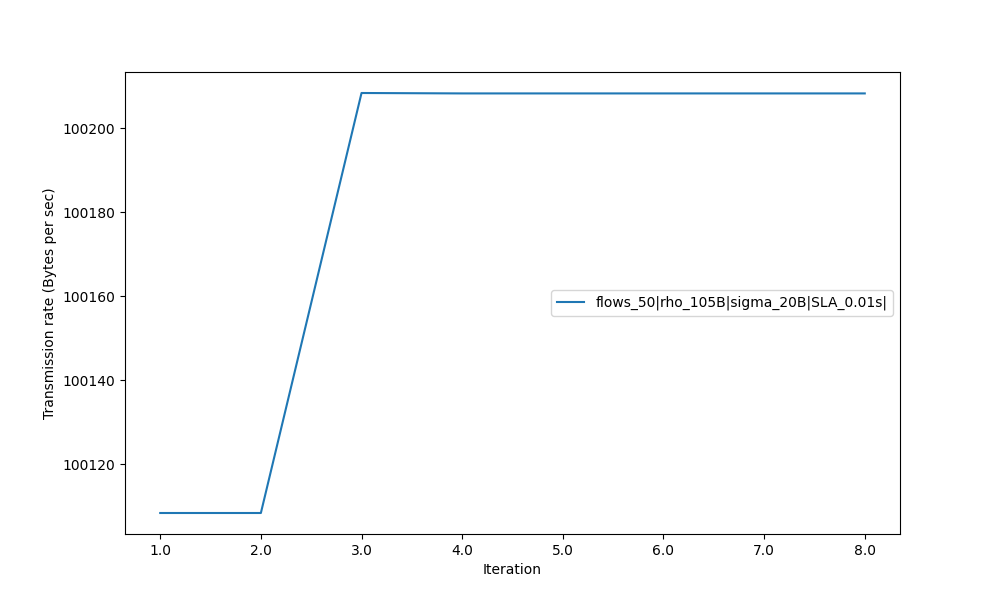 Transmission rate (Bytes per sec)
100200
100180
100160
100140
100120
flows_50|rho_105B|sigma_20B|SLA_0.01s|
1.0 2.0 3.0 4.0 5.0 6.0 7.0 8.0
Iteration